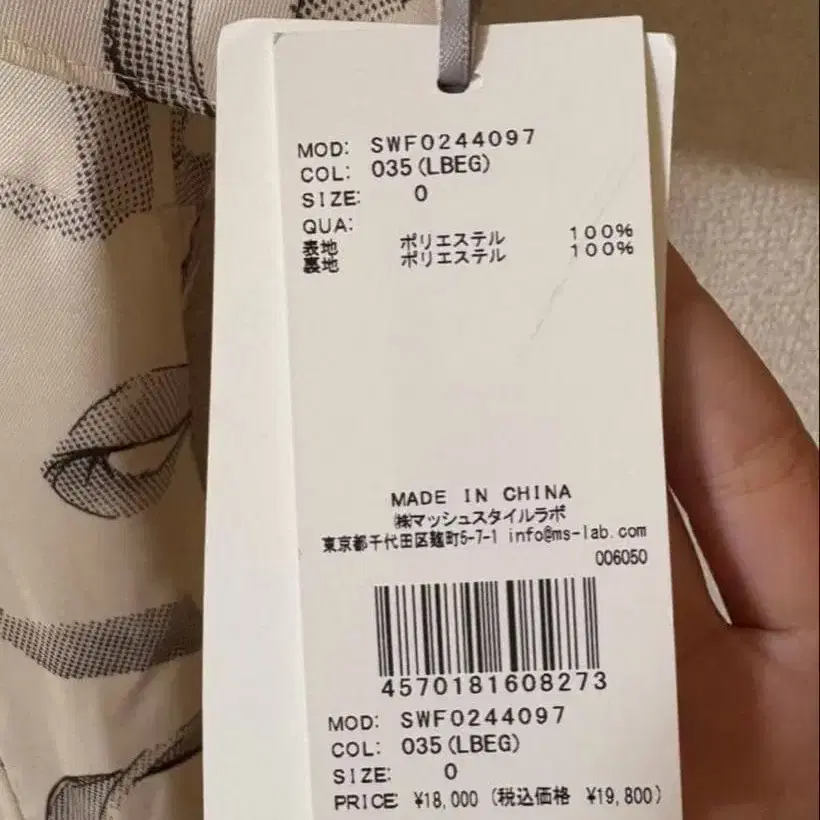 MOD: SWF0244097
COL: 035(LBEG)
SIZE: 0
QUA:
表地 ポリエステル 100%
裏地 ポリエステル 100%
MADE IN CHINA
㈱マッシュスタイルラボ
東京都千代田区麹町5-7-1 info@ms-lab.com
006050
4570181608273
MOD: SWF0244097
COL: 035(LBEG)
SIZE: 0
PRICE: ¥18,000 (税込価格 ¥19,800)